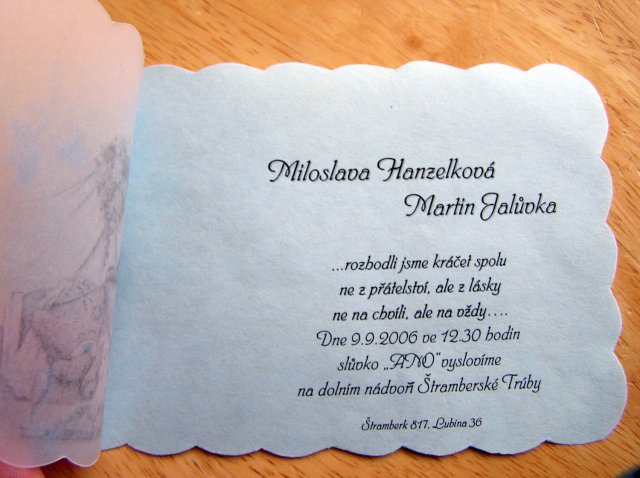 Miloslava Hanzelková
Martin Jalůvka
...rozhodli jsme kráčet spolu
ne z přátelství, ale z lásky
ne na chvíli, ale na vždy....
Dne 9.9.2006 ve 12.30 hodin
slůvko „ANO“vyslovíme
na dolním nádvoří Štramberské Trúby
Štramberk 817, Lubina 36